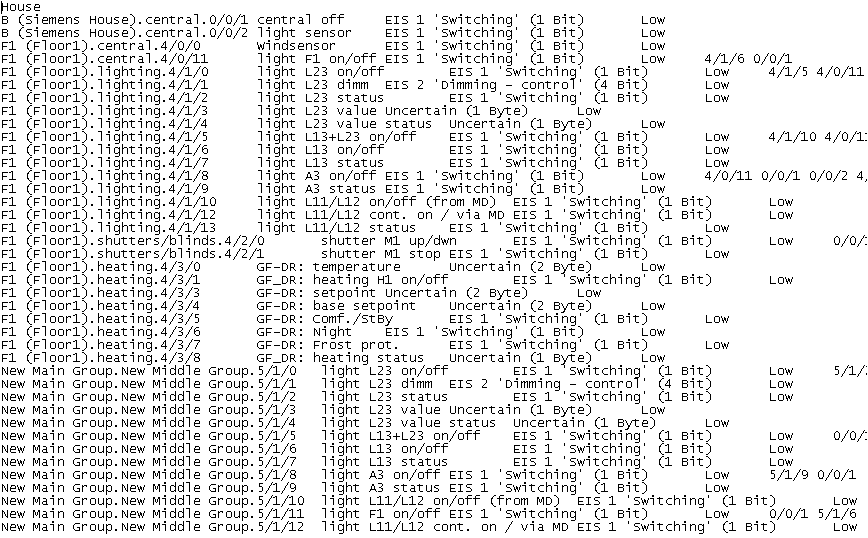 House
B (Siemens House).central.0/0/1 central off EIS 1 'Switching' (1 Bit) Low
B (Siemens House).central.0/0/2 light sensor EIS 1 'Switching' (1 Bit) Low
F1 (Floor1).central.4/0/0 Windsensor EIS 1 'Switching' (1 Bit) Low
F1 (Floor1).central.4/0/11 light F1 on/off EIS 1 'Switching' (1 Bit) Low 4/1/6 0/0/1
F1 (Floor1).lighting.4/1/0 light L23 on/off EIS 1 'Switching' (1 Bit) Low 4/1/5 4/0/11
F1 (Floor1).lighting.4/1/1 light L23 dimm EIS 2 'Dimming - control' (4 Bit) Low
F1 (Floor1).lighting.4/1/2 light L23 status EIS 1 'Switching' (1 Bit) Low
F1 (Floor1).lighting.4/1/3 light L23 value Uncertain (1 Byte) Low
F1 (Floor1).lighting.4/1/4 light L23 value status Uncertain (1 Byte) Low
F1 (Floor1).lighting.4/1/5 light L13+L23 on/off EIS 1 'Switching' (1 Bit) Low 4/1/10 4/0/11
F1 (Floor1).lighting.4/1/6 light L13 on/off EIS 1 'Switching' (1 Bit) Low
F1 (Floor1).lighting.4/1/7 light L13 status EIS 1 'Switching' (1 Bit) Low
F1 (Floor1).lighting.4/1/8 light A3 on/off EIS 1 'Switching' (1 Bit) Low 4/0/11 0/0/1 0/0/2 4/
F1 (Floor1).lighting.4/1/9 light A3 status EIS 1 'Switching' (1 Bit) Low
F1 (Floor1).lighting.4/1/10 light L11/L12 on/off (from MD) EIS 1 'Switching' (1 Bit) Low
F1 (Floor1).lighting.4/1/12 light L11/L12 cont. on / via MD EIS 1 'Switching' (1 Bit) Low
F1 (Floor1).lighting.4/1/13 light L11/L12 status EIS 1 'Switching' (1 Bit) Low
F1 (Floor1).shutters/blinds.4/2/0 shutter M1 up/dwn EIS 1 'Switching' (1 Bit) Low 0/0/
F1 (Floor1).shutters/blinds.4/2/1 shutter M1 stop EIS 1 'Switching' (1 Bit) Low
F1 (Floor1).heating.4/3/0 GF-DR: temperature Uncertain (2 Byte) Low
F1 (Floor1).heating.4/3/1 GF_DR: heating H1 on/off EIS 1 'Switching' (1 Bit) Low
F1 (Floor1).heating.4/3/3 GF-DR: setpoint Uncertain (2 Byte) Low
F1 (Floor1).heating.4/3/4 GF-DR: base setpoint Uncertain (2 Byte) Low
F1 (Floor1).heating.4/3/5 GF-DR: Comf./StBy EIS 1 'Switching' (1 Bit) Low
F1 (Floor1).heating.4/3/6 GF-DR: Night EIS 1 'Switching' (1 Bit) Low
F1 (Floor1).heating.4/3/7 GF-DR: Frost prot. EIS 1 'Switching' (1 Bit) Low
F1 (Floor1).heating.4/3/8 GF_DR: heating status Uncertain (1 Byte) Low
New Main Group.New Middle Group.5/1/0 light L23 on/off EIS 1 'Switching' (1 Bit) Low 5/1/
New Main Group.New Middle Group.5/1/1 light L23 dimm EIS 2 'Dimming - control' (4 Bit) Low
New Main Group.New Middle Group.5/1/2 light L23 status EIS 1 'Switching' (1 Bit) Low
New Main Group.New Middle Group.5/1/3 light L23 value Uncertain (1 Byte) Low
New Main Group.New Middle Group.5/1/4 light L23 value status Uncertain (1 Byte) Low
New Main Group.New Middle Group.5/1/5 light L13+L23 on/off EIS 1 'Switching' (1 Bit) Low 0/0/
New Main Group.New Middle Group.5/1/6 light L13 on/off EIS 1 'Switching' (1 Bit) Low
New Main Group.New Middle Group.5/1/7 light L13 status EIS 1 'Switching' (1 Bit) Low
New Main Group.New Middle Group.5/1/8 light A3 on/off EIS 1 'Switching' (1 Bit) Low 5/1/9 0/0/1
New Main Group.New Middle Group.5/1/9 light A3 status EIS 1 'Switching' (1 Bit) Low
New Main Group.New Middle Group.5/1/10 light L11/L12 on/off (from MD) EIS 1 'Switching' (1 Bit) Low
New Main Group.New Middle Group.5/1/11 light F1 on/off EIS 1 'Switching' (1 Bit) Low 0/0/1 5/1/6
New Main Group.New Middle Group.5/1/12 light L11/L12 cont. on / via MD EIS 1 'Switching' (1 Bit) Low